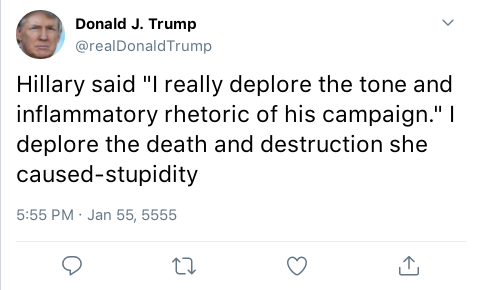 Donald J. Trump
@realDonaldTrump
Hillary said "I really deplore the tone and
inflammatory rhetoric of his campaign." I
deplore the death and destruction she
caused-stupidity
5:55 PM · Jan 55, 5555